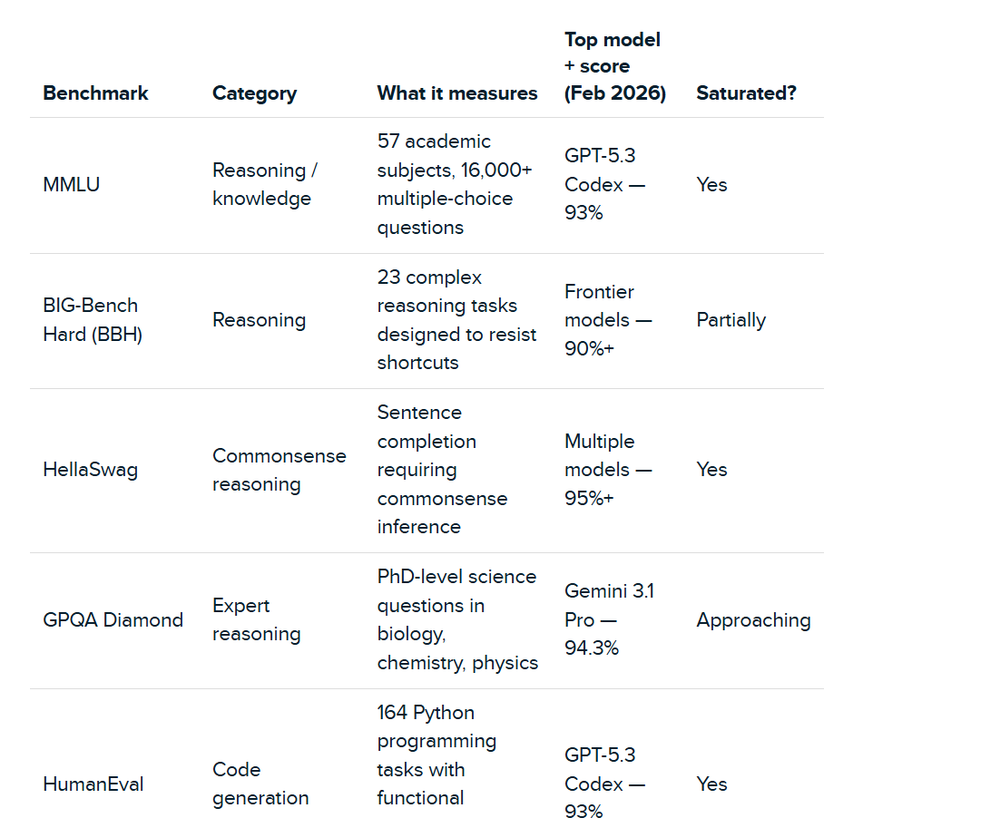 Benchmark
Category
What it measures
Top model
+ score
(Feb 2026)
Saturated?
MMLU
Reasoning /
knowledge
57 academic
subjects, 16,000+
multiple-choice
questions
GPT-5.3
Codex —
93%
Yes
BIG-Bench
Hard (BBH)
Reasoning
23 complex
reasoning tasks
designed to resist
shortcuts
Frontier
models —
90%+
Partially
HellaSwag
Commonsense
reasoning
Sentence
completion
requiring
commonsense
inference
Multiple
models —
95%+
Yes
GPQA Diamond
Expert
reasoning
PhD-level science
questions in
biology,
chemistry, physics
Gemini 3.1
Pro —
94.3%
Approaching
HumanEval
Code
generation
164 Python
programming
tasks with
functional
GPT-5.3
Codex —
93%
Yes